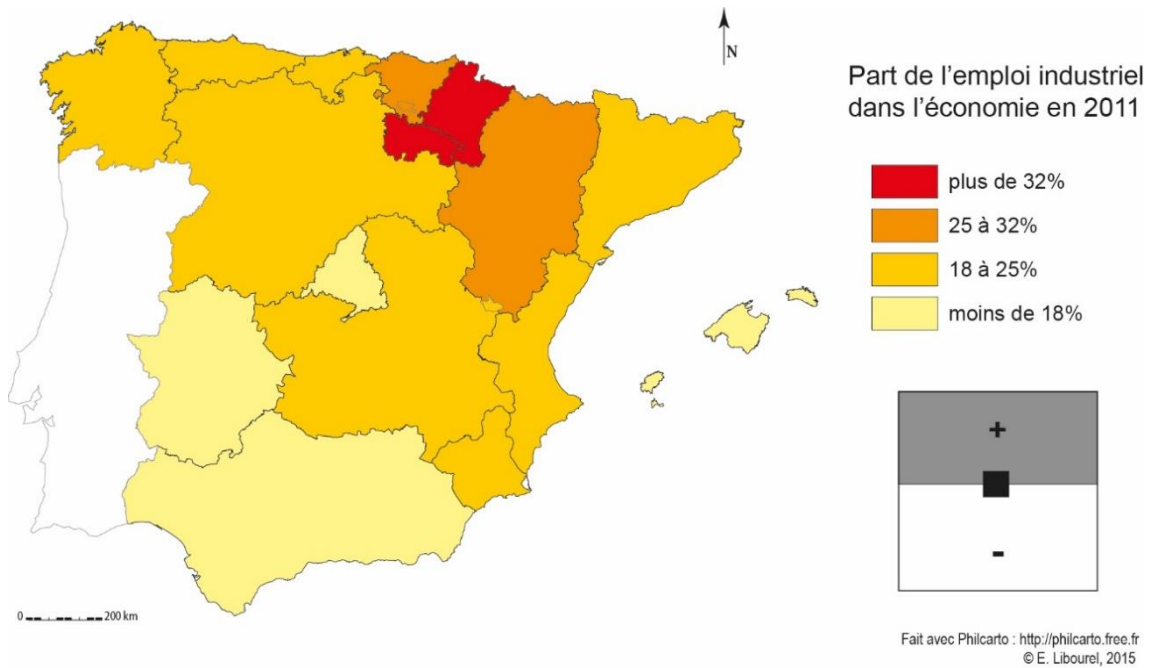 N
Part de l'emploi industriel
dans l'économie en 2011
plus de 32%
25 à 32%
18 à 25%
moins de 18%
+
-
0 200 km
Fait avec Philcarto : http://philcarto.free.fr
© E. Libourel, 2015